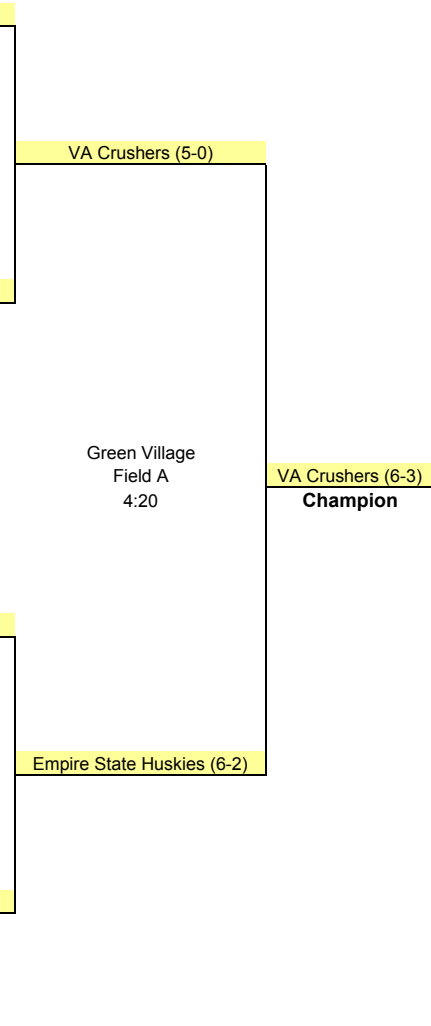 VA Crushers (5-0)
Green Village
Field A
4:20
VA Crushers (6-3)
Champion
Empire State Huskies (6-2)